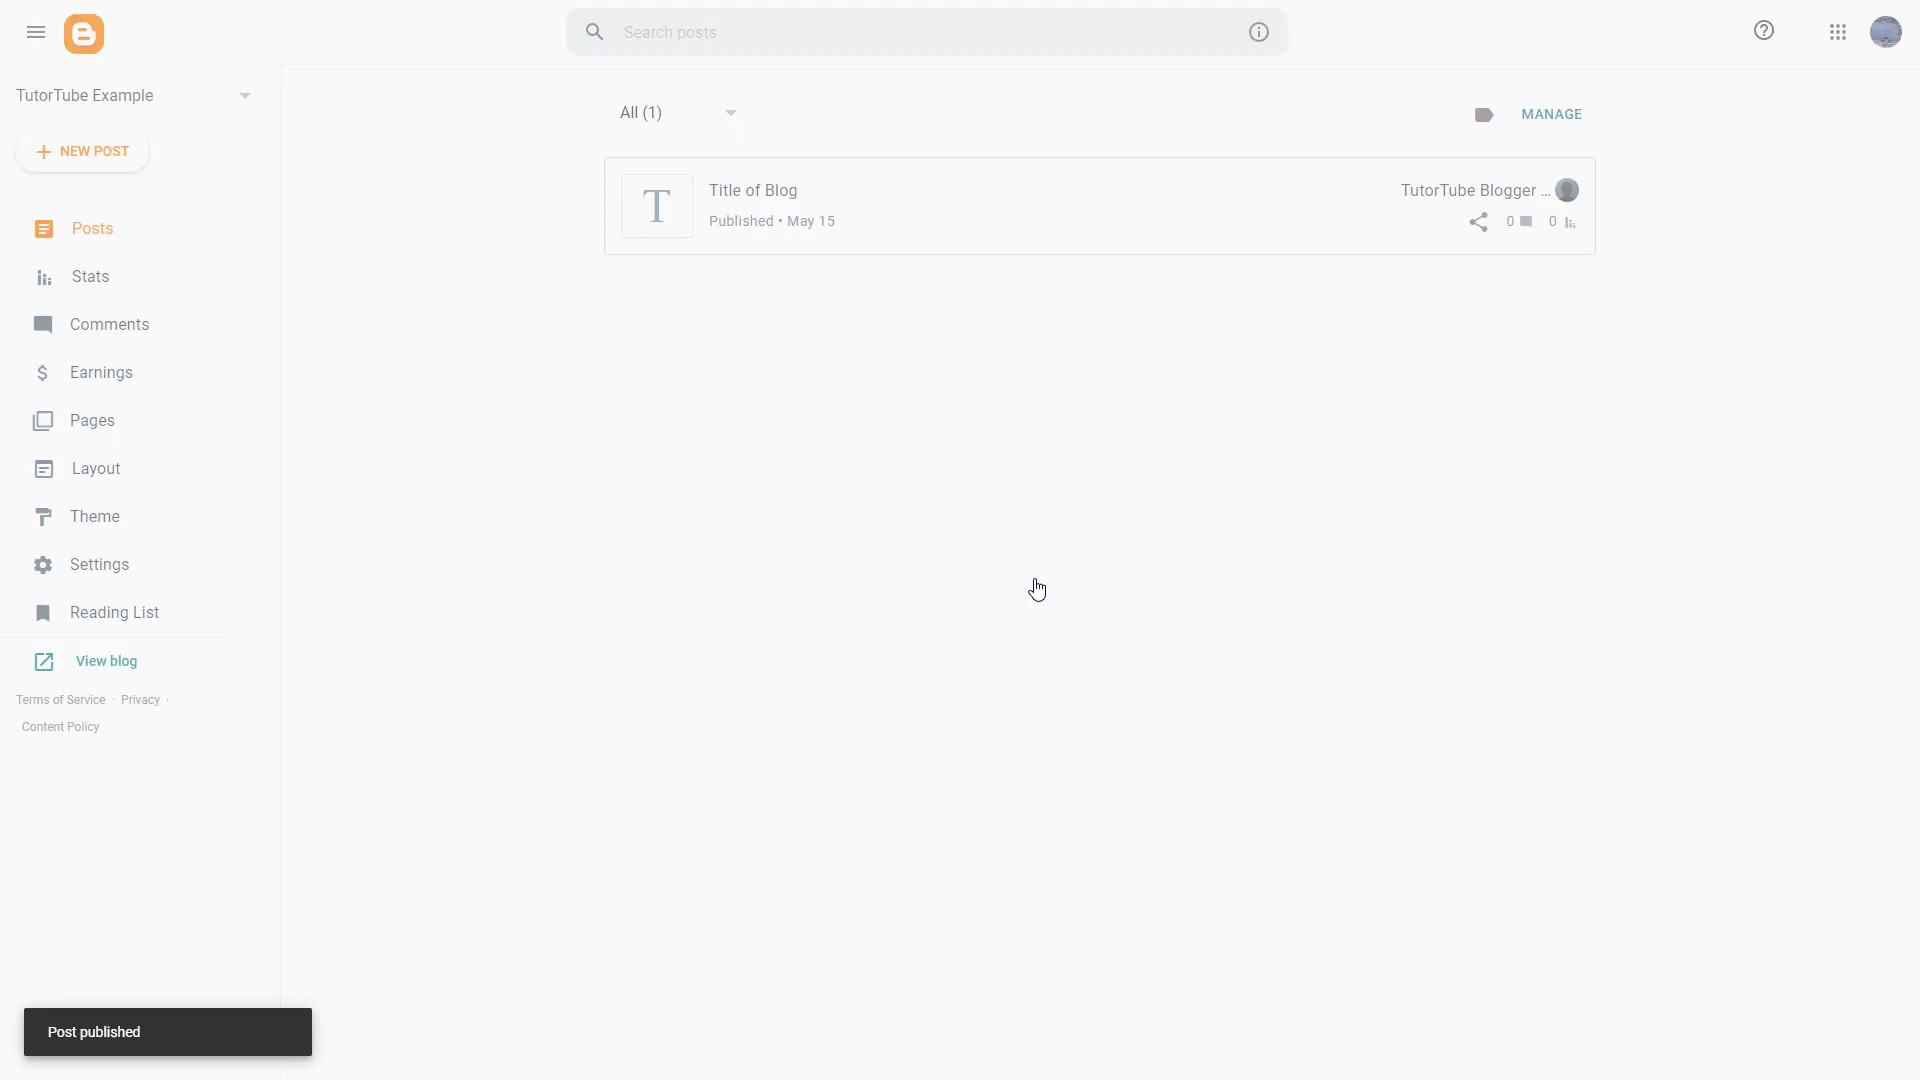 Search posts
TutorTube Example
NEW POST
All (1)
MANAGE
T
Title of Blog
TutorTube Blogger ...
Published • May 15
0
0
Posts
Stats
Comments
Earnings
Pages
Layout
Theme
Settings
Reading List
View blog
Terms of Service · Privacy ·
Content Policy
Post published